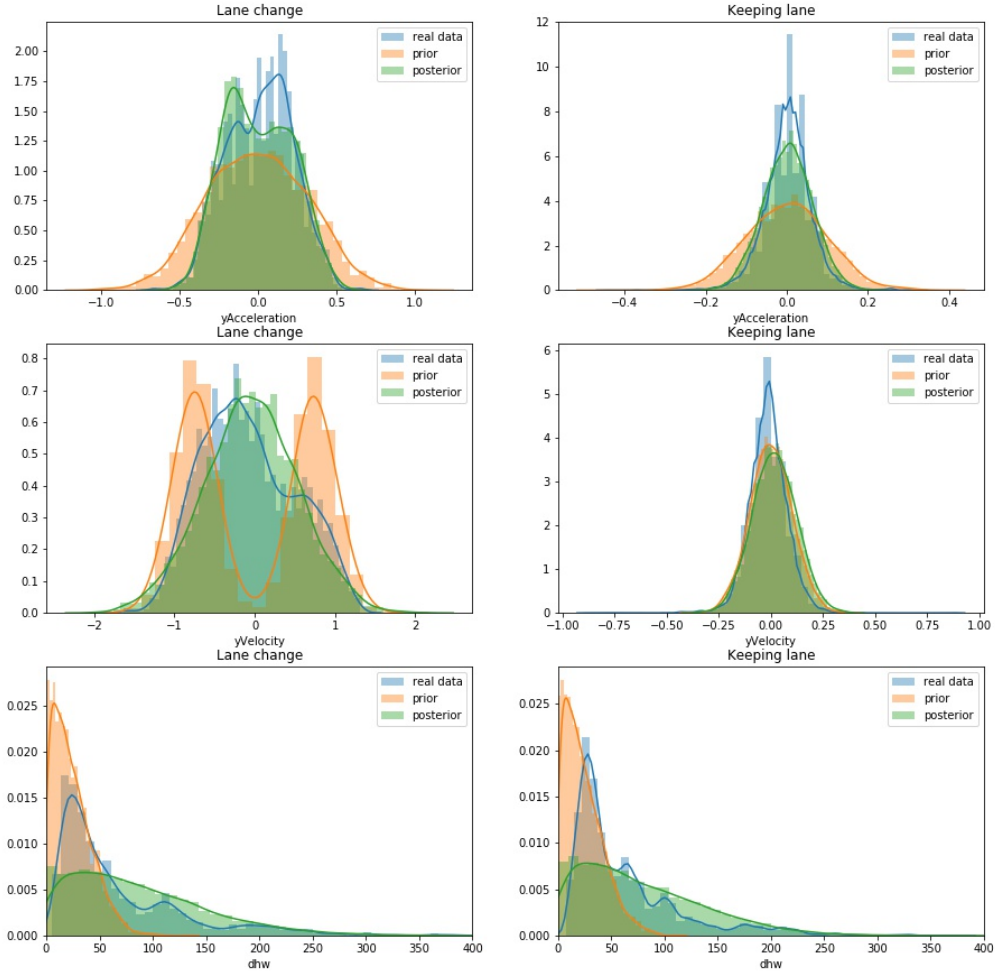 Lane change
Keeping lane
2.00
1.75
1.50
1.25
1.00
0.75
0.50
0.25
0.00
real data
prior
posterior
−1.0 −0.5 0.0 0.5 1.0
yAcceleration
12
10
8
6
4
2
0
real data
prior
posterior
−0.4 −0.2 0.0 0.2 0.4
yAcceleration
Lane change
Keeping lane
0.8
0.7
0.6
0.5
0.4
0.3
0.2
0.1
0.0
real data
prior
posterior
−2 −1 0 1 2
yVelocity
6
5
4
3
2
1
0
real data
prior
posterior
−1.00 −0.75 −0.50 −0.25 0.00 0.25 0.50 0.75 1.00
yVelocity
Lane change
Keeping lane
0.025
0.020
0.015
0.010
0.005
0.000
real data
prior
posterior
0 50 100 150 200 250 300 350 400
dhw
0.025
0.020
0.015
0.010
0.005
0.000
real data
prior
posterior
0 50 100 150 200 250 300 350 400
dhw